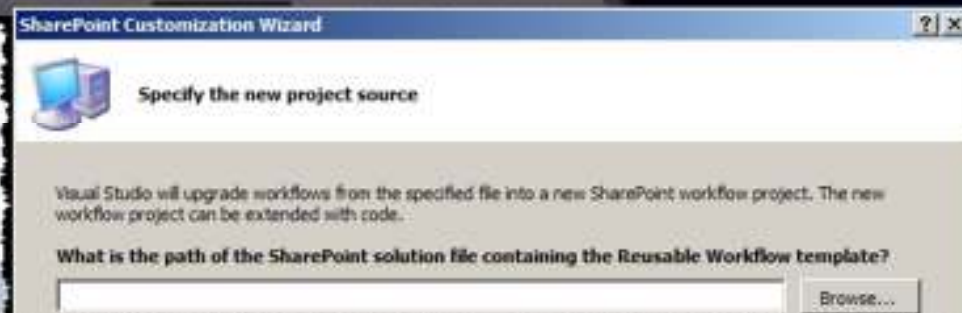 SharePoint Customization Wizard
Specify the new project source
Visual Studio will upgrade workflows from the specified file into a new SharePoint workflow project. The new
workflow project can be extended with code.
What is the path of the SharePoint solution file containing the Reusable Workflow template?
Browse...